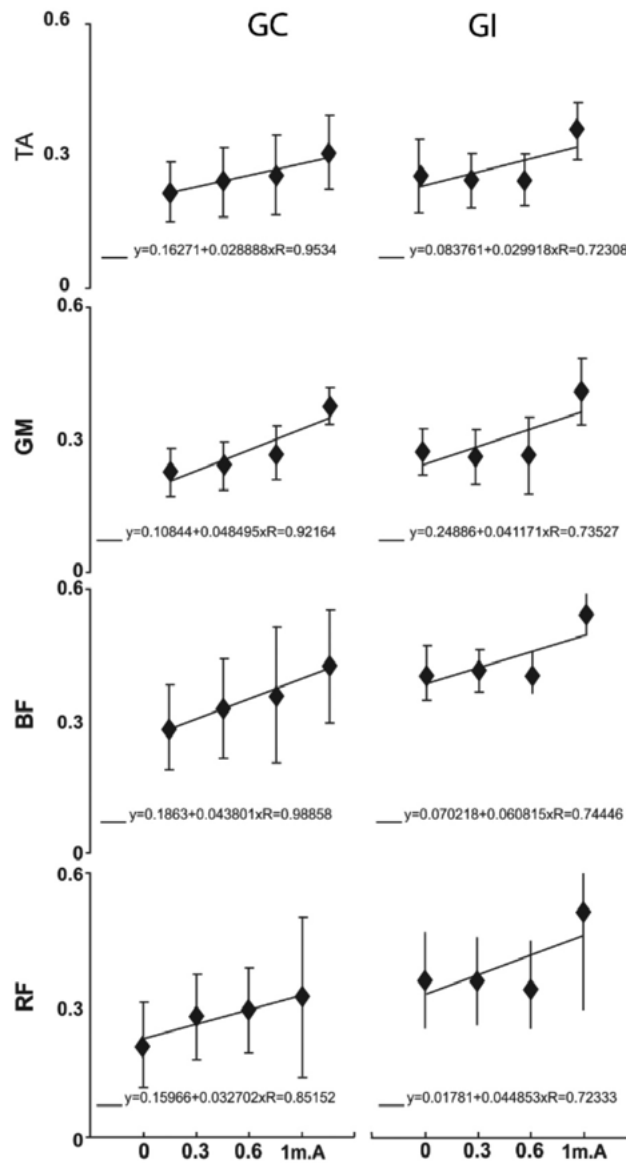 GC GI
0.6
TA
0.3
y=0.16271+0.028888xR=0.9534 y=0.083761+0.029918xR=0.72308
0
0.6
GM
0.3
y=0.10844+0.048495xR=0.92164 y=0.24886+0.041171xR=0.73527
0
0.6
BF
0.3
y=0.1863+0.043801xR=0.98858 y=0.070218+0.060815xR=0.74446
0
0.6
RF
0.3
y=0.15966+0.032702xR=0.85152 y=0.01781+0.044853xR=0.72333
0
0 0.3 0.6 1m.A 0 0.3 0.6 1m.A